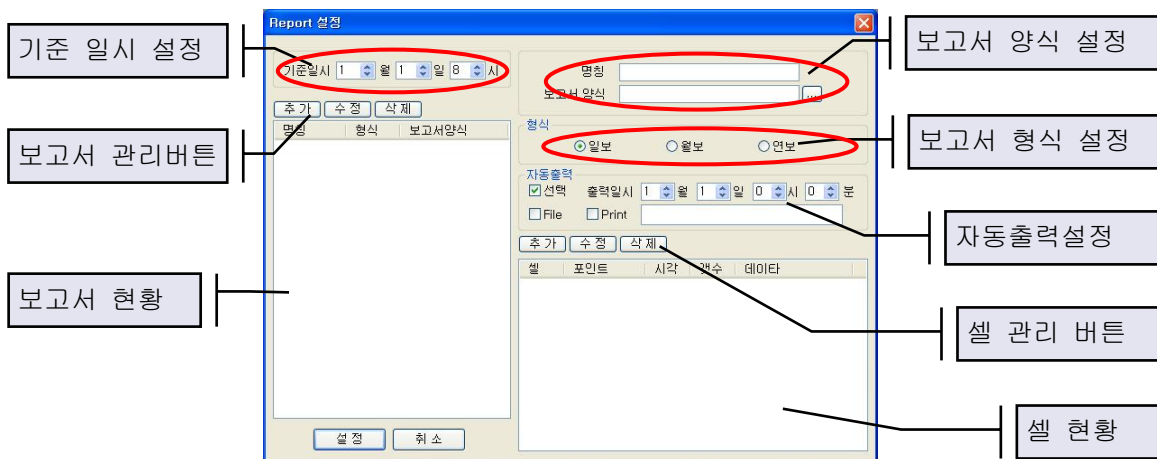 기준 일시 설정
보고서 관리버튼
보고서 현황
Report 설정
기준일시 1 월 1 일 8 시
추가 수정 삭제
명칭 형식 보고서양식
설정 취소
명칭
보고서 양식 ...
형식
일보 월보 연보
자동출력
선택 출력일시 1 월 1 일 0 시 0 분
File Print
추가 수정 삭제
셀 포인트 시각 갯수 데이타
보고서 양식 설정
보고서 형식 설정
자동출력설정
셀 관리 버튼
셀 현황